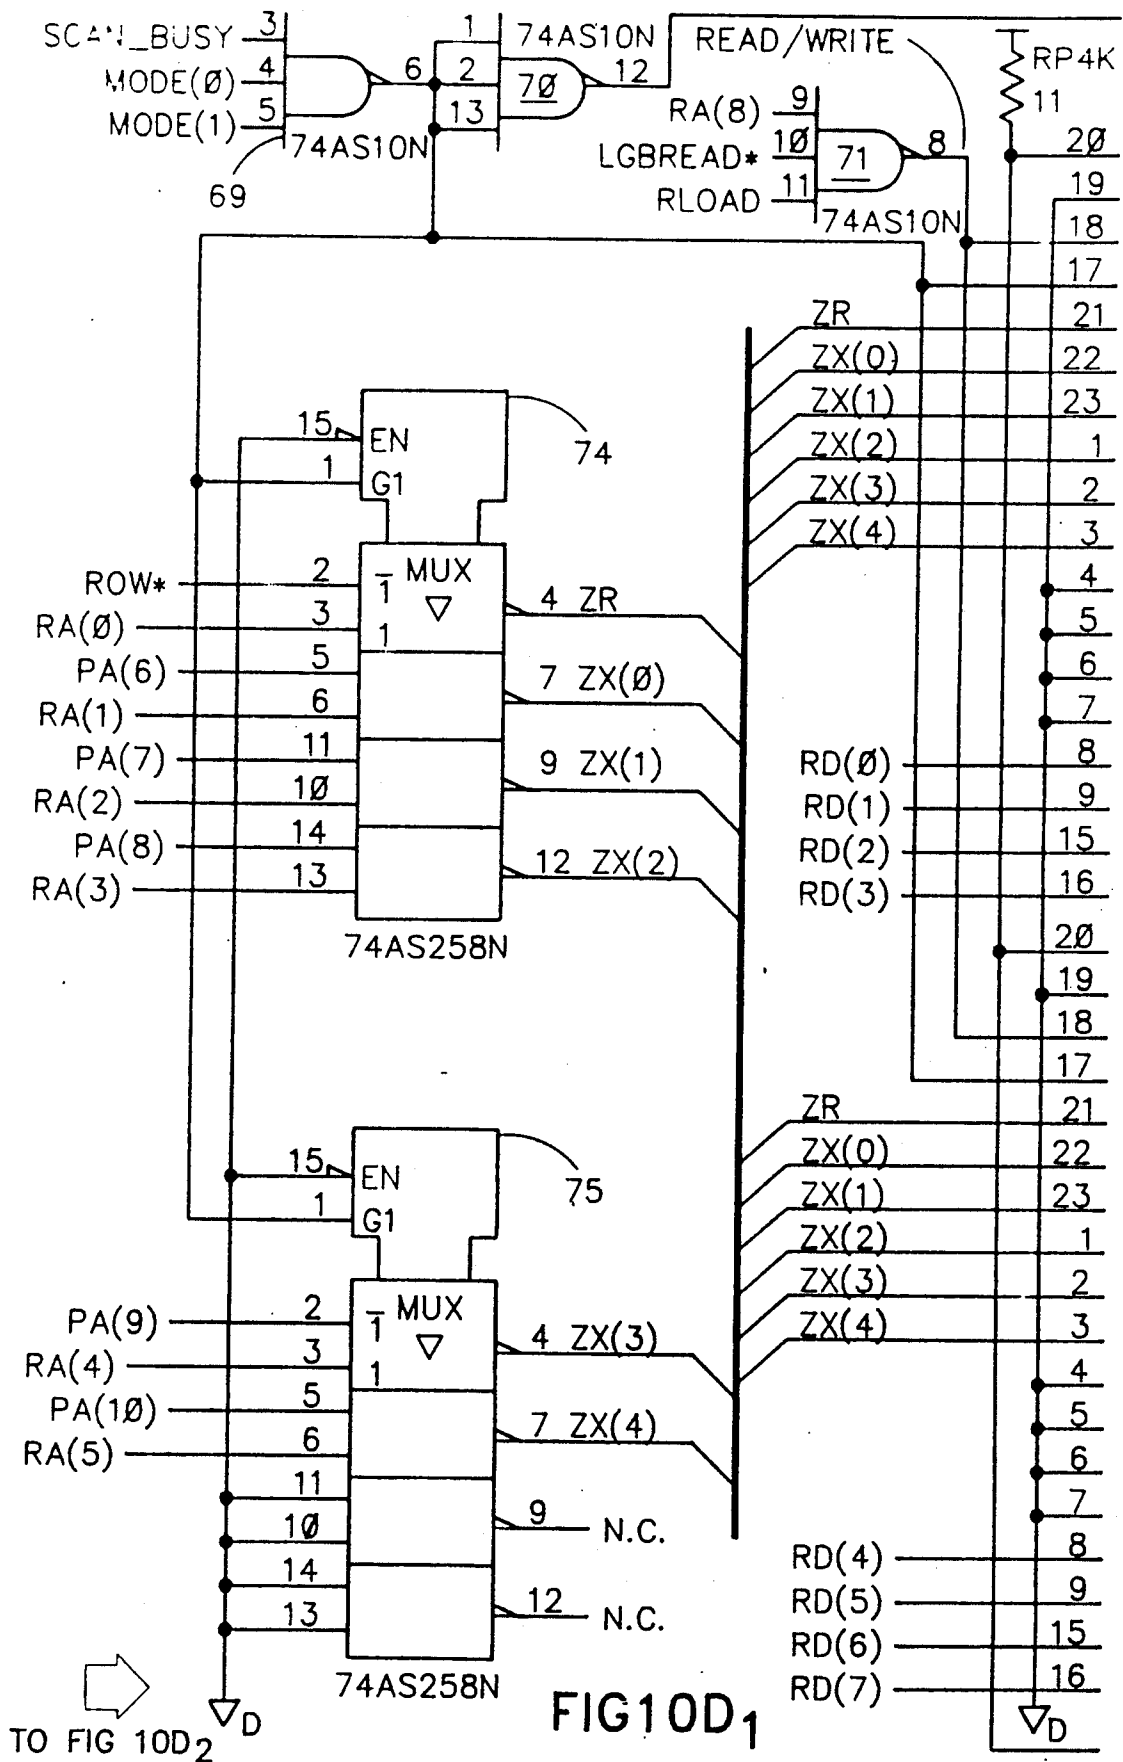 SCAN_BUSY 3
MODE(Ø) 4
MODE(1) 5
6
74AS10N
69
1
2
13
74AS10N
7Ø
12
READ/WRITE
RA(8) 9
LGBREAD* 1Ø
RLOAD 11
71
8
74AS10N
RP4K
11
2Ø
19
18
17
ZR 21
ZX(0) 22
ZX(1) 23
ZX(2) 1
ZX(3) 2
ZX(4) 3
4
5
6
7
RD(Ø) 8
RD(1) 9
RD(2) 15
RD(3) 16
15 EN
1 G1
74
MUX
ROW* 2 1
RA(Ø) 3 1
PA(6) 5
RA(1) 6
PA(7) 11
RA(2) 1Ø
PA(8) 14
RA(3) 13
4 ZR
7 ZX(Ø)
9 ZX(1)
12 ZX(2)
74AS258N
2Ø
19
18
17
ZR 21
ZX(0) 22
ZX(1) 23
ZX(2) 1
ZX(3) 2
ZX(4) 3
4
5
6
7
RD(4) 8
RD(5) 9
RD(6) 15
RD(7) 16
15 EN
1 G1
75
MUX
PA(9) 2 1
RA(4) 3 1
PA(1Ø) 5
RA(5) 6
11
1Ø
14
13
4 ZX(3)
7 ZX(4)
9 N.C.
12 N.C.
74AS258N
D
D
TO FIG 10D2
FIG10D1